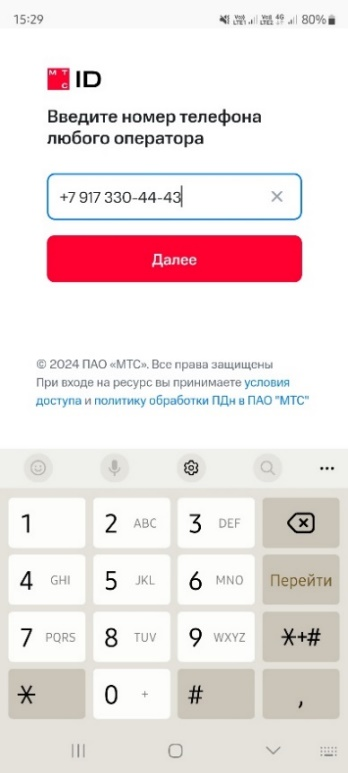 15:29 80%
МТС ID
Введите номер телефона
любого оператора
+7 917 330-44-43
Далее
© 2024 ПАО «МТС». Все права защищены
При входе на ресурс вы принимаете условия
доступа и политику обработки ПДн в ПАО "МТС"
1 2 ABC 3 DEF
4 GHI 5 JKL 6 MNO Перейти
7 PQRS 8 TUV 9 WXYZ *+#
* 0 + # ,